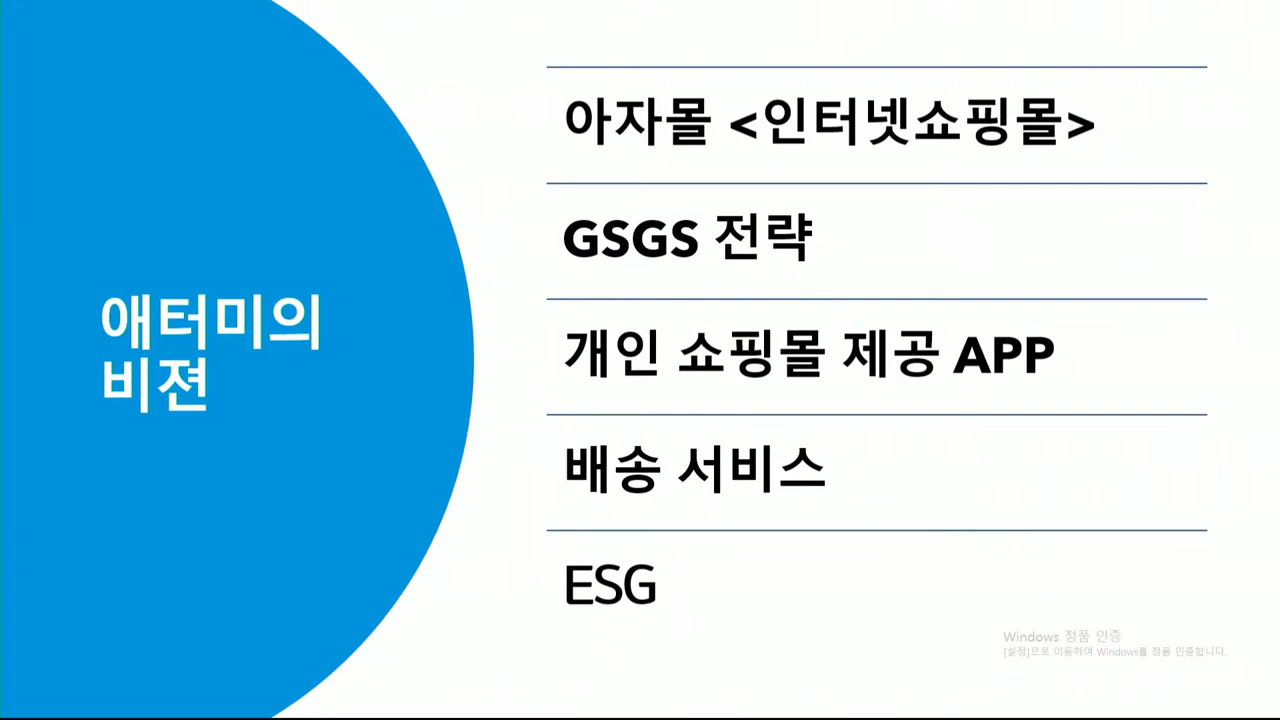 애터미의
비젼
아자몰 <인터넷쇼핑몰>
GSGS 전략
개인 쇼핑몰 제공 APP
배송 서비스
ESG
Windows 정품 인증
[설정]으로 이동하여 Windows를 정품 인증합니다.